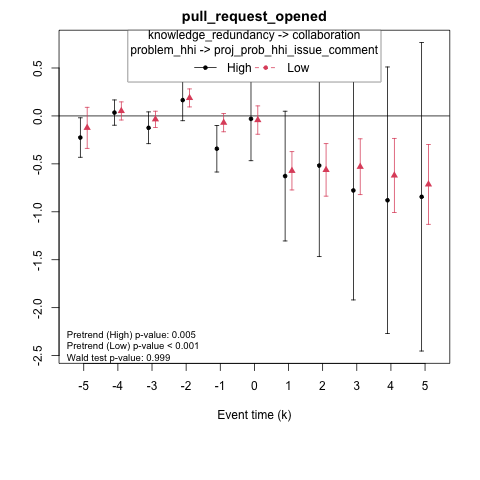 pull_request_opened
knowledge_redundancy -> collaboration
problem_hhi -> proj_prob_hhi_issue_comment
High Low
0.5
0.0
-0.5
-1.0
-1.5
-2.0
-2.5
Pretrend (High) p-value: 0.005
Pretrend (Low) p-value < 0.001
Wald test p-value: 0.999
-5 -4 -3 -2 -1 0 1 2 3 4 5
Event time (k)